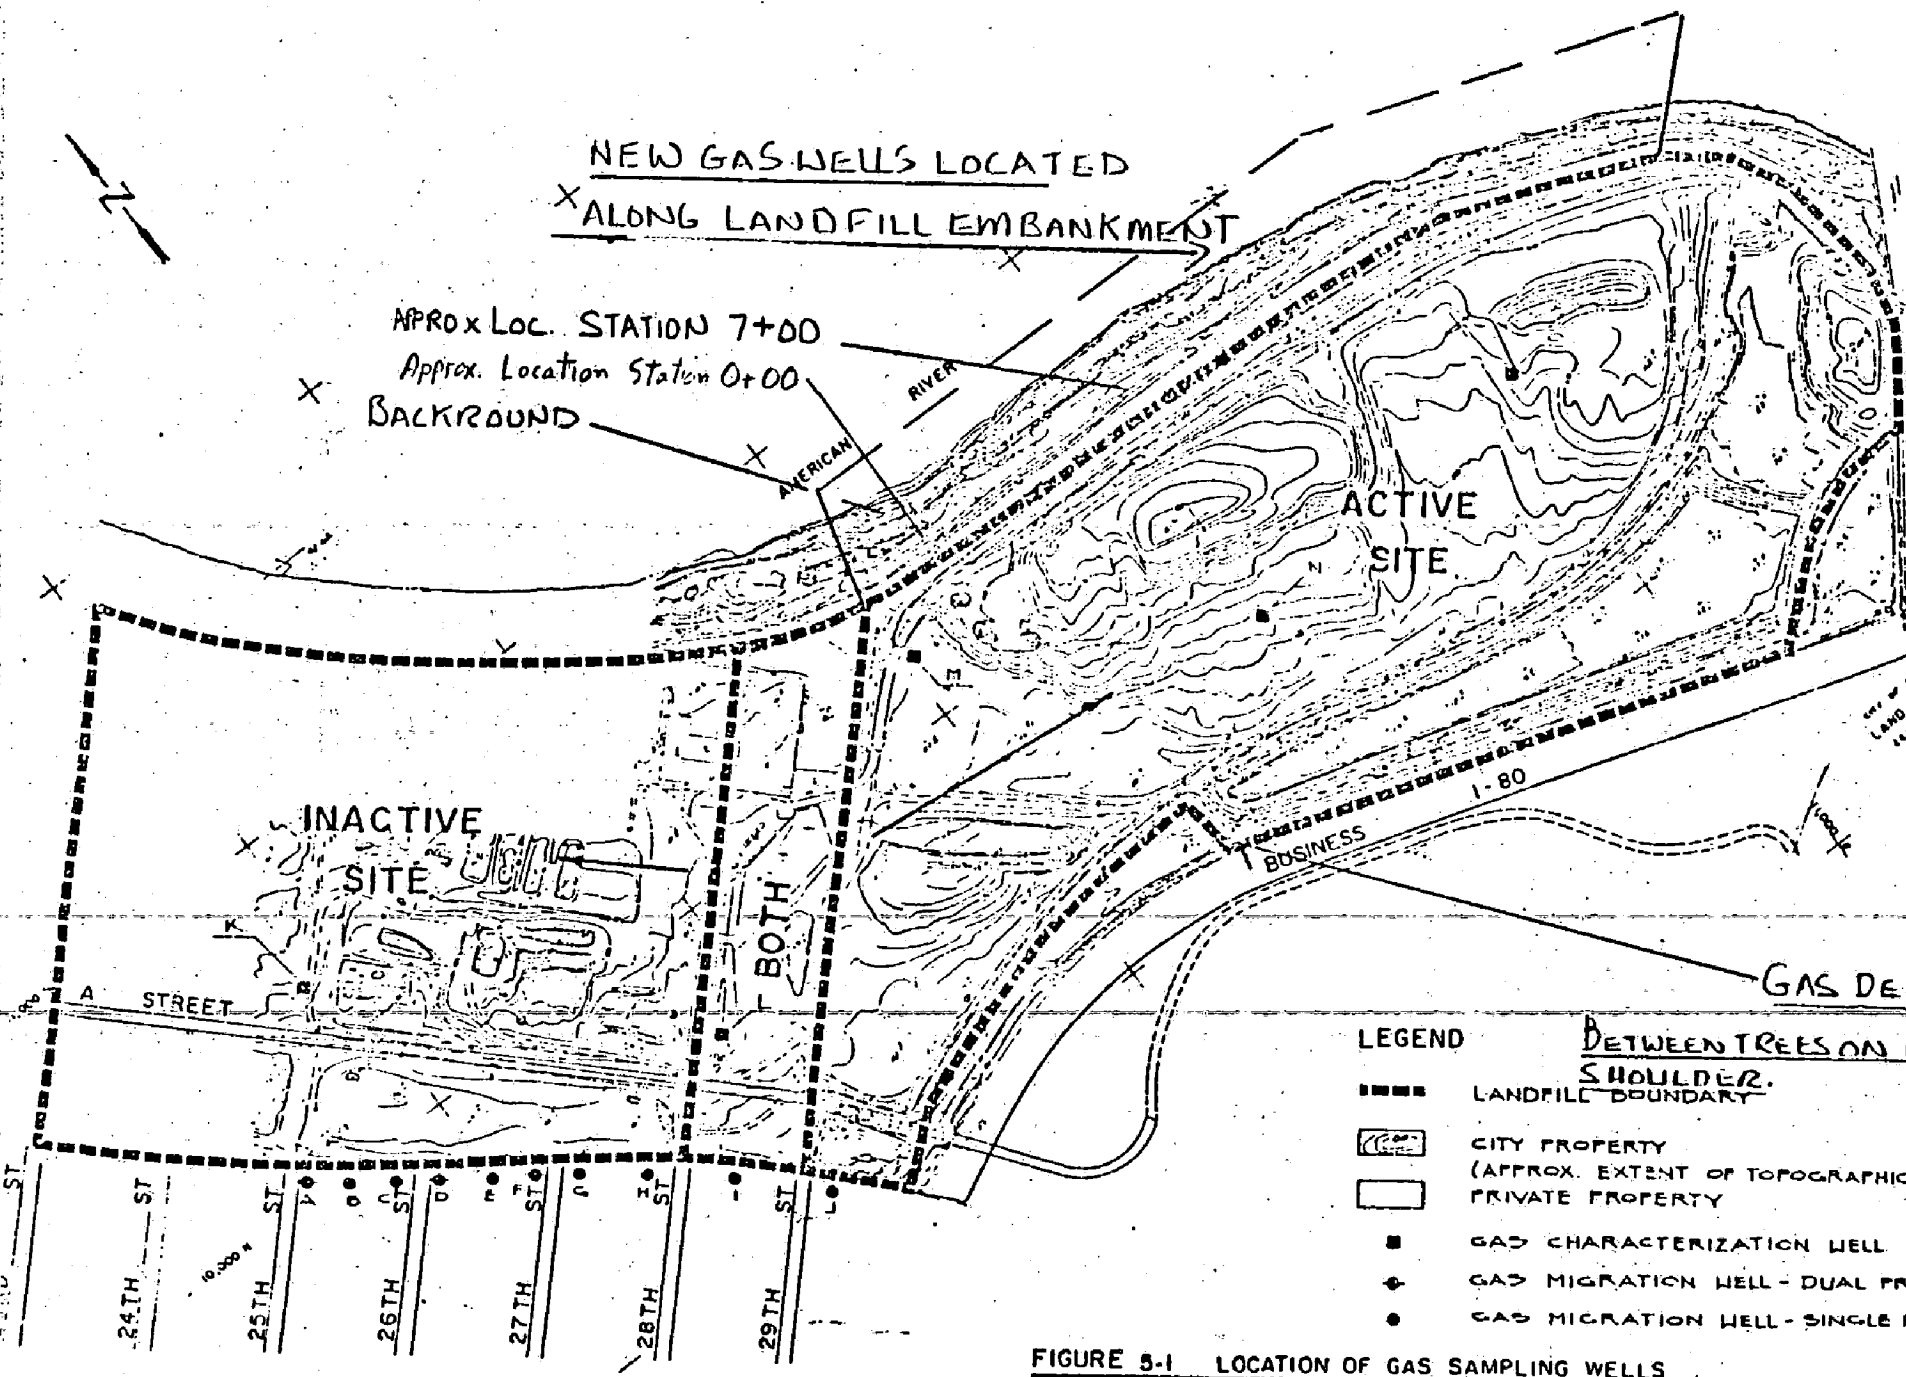 NEW GAS WELLS LOCATED
ALONG LANDFILL EMBANKMENT
APPROX LOC. STATION 7+00
Approx. Location Station 0+00
BACKROUND
AMERICAN
RIVER
N
ACTIVE
SITE
INACTIVE
SITE
BOTH
A STREET
BUSINESS
I-80
GAS DE
BETWEEN TREES ON
SHOULDER.
LEGEND
LANDFILL BOUNDARY
CITY PROPERTY
(APPROX. EXTENT OF TOPOGRAPHIC
PRIVATE PROPERTY
GAS CHARACTERIZATION WELL
GAS MIGRATION WELL - DUAL PR
GAS MIGRATION WELL - SINGLE
ST
24TH ST
25TH ST
26TH ST
27TH ST
28TH ST
29TH ST
10,000 N
FIGURE 5-1 LOCATION OF GAS SAMPLING WELLS